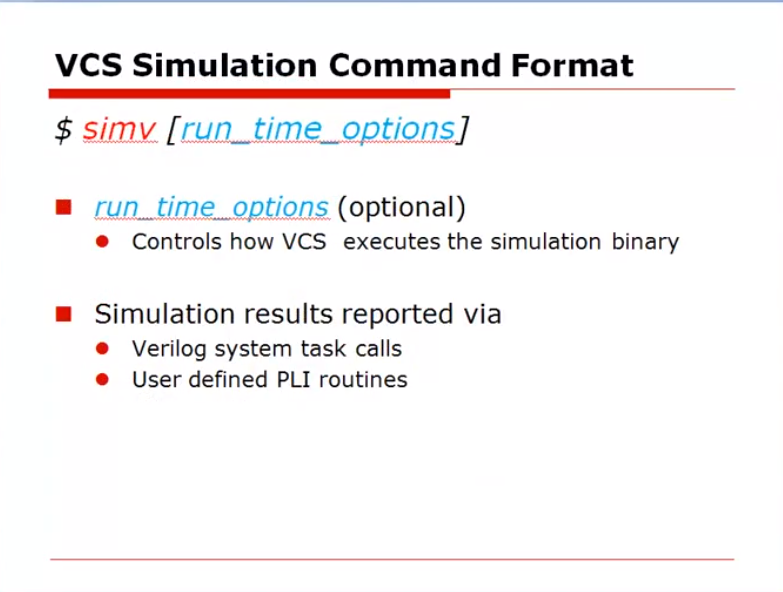 VCS Simulation Command Format
$ simv [run_time_options]
run_time_options (optional)
Controls how VCS executes the simulation binary
Simulation results reported via
Verilog system task calls
User defined PLI routines